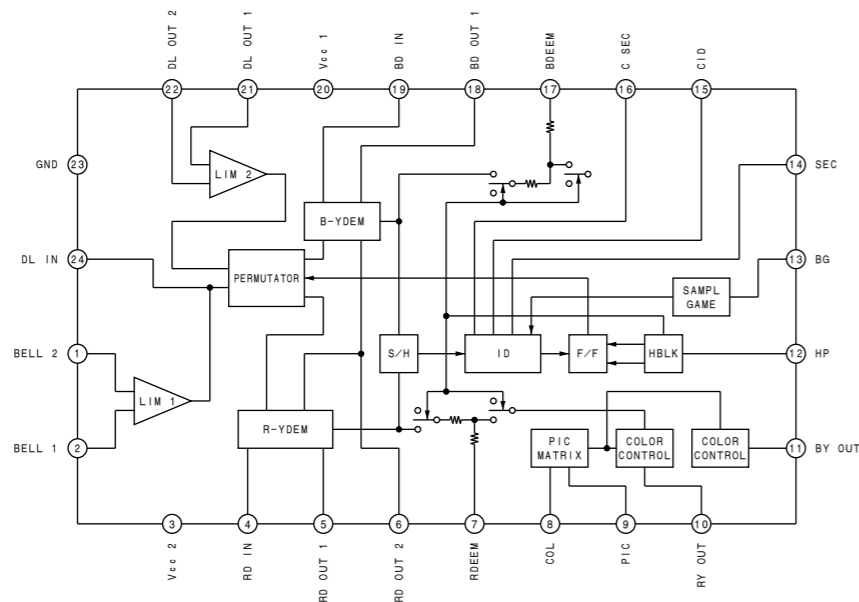 DL OUT 2
DL OUT 1
Vcc 1
BD IN
BD OUT 1
BDEEM
C SEC
CID
22
21
20
19
18
17
16
15
GND
23
LIM 2
14
SEC
B-YDEM
DL IN
24
PERMUTATOR
13
BG
SAMPL
GAME
BELL 2
1
S/H
ID
F/F
HBLK
12
HP
LIM 1
BELL 1
2
R-YDEM
PIC
MATRIX
COLOR
CONTROL
COLOR
CONTROL
11
BY OUT
3
4
5
6
7
8
9
10
Vcc 2
RD IN
RD OUT 1
RD OUT 2
RDEEM
COL
PIC
RY OUT